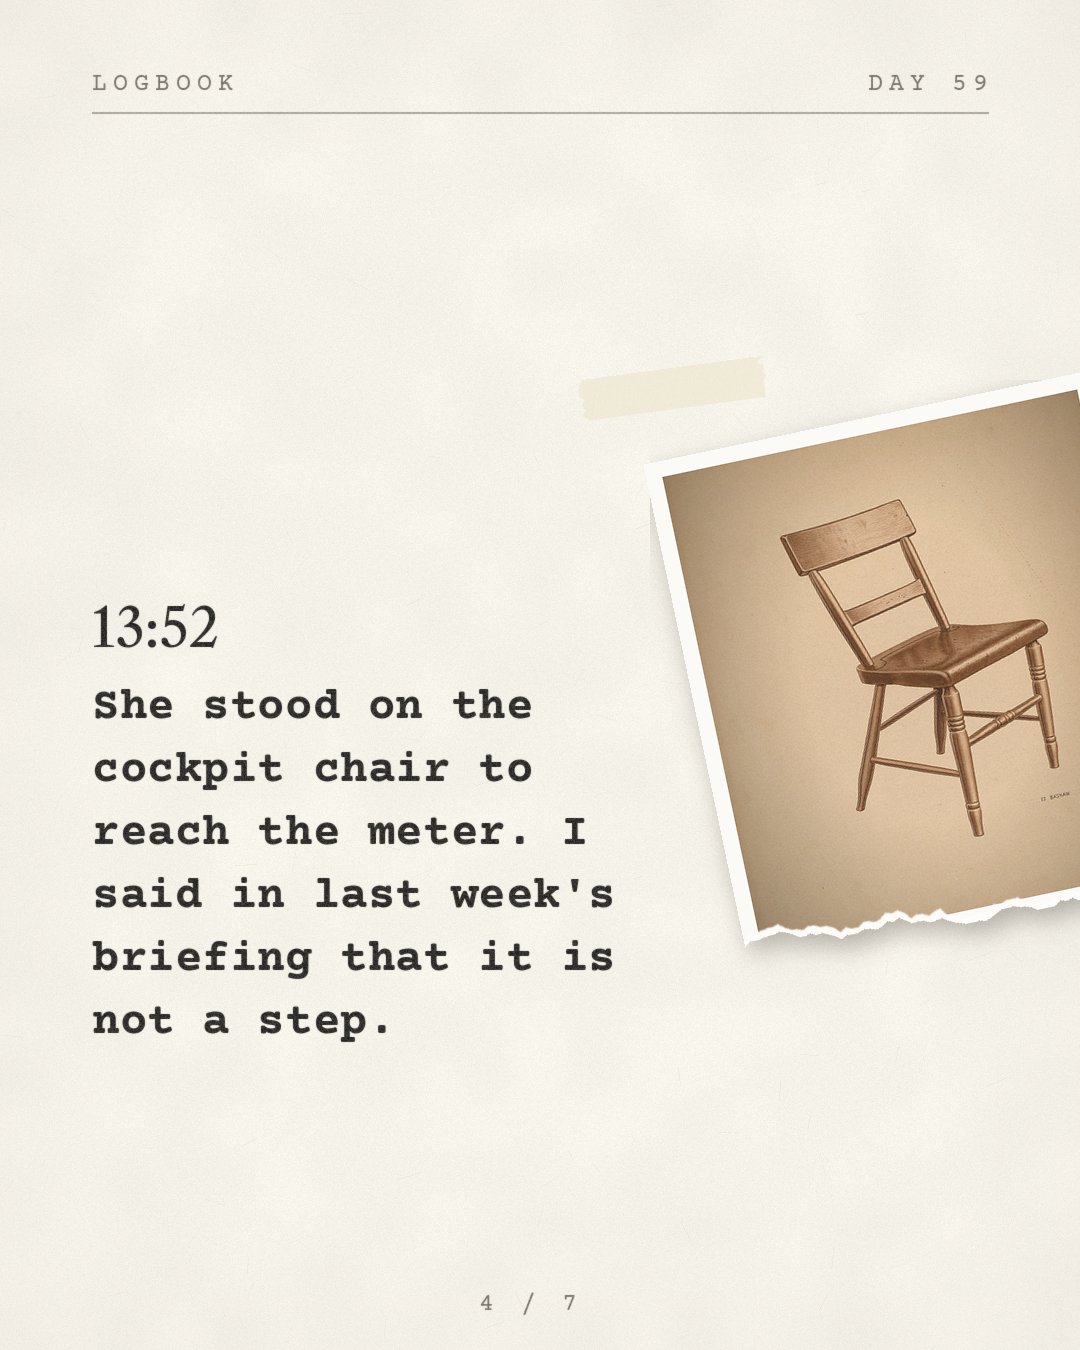 LOGBOOK DAY 59
13:52
She stood on the
cockpit chair to
reach the meter. I
said in last week's
briefing that it is
not a step.
4 / 7